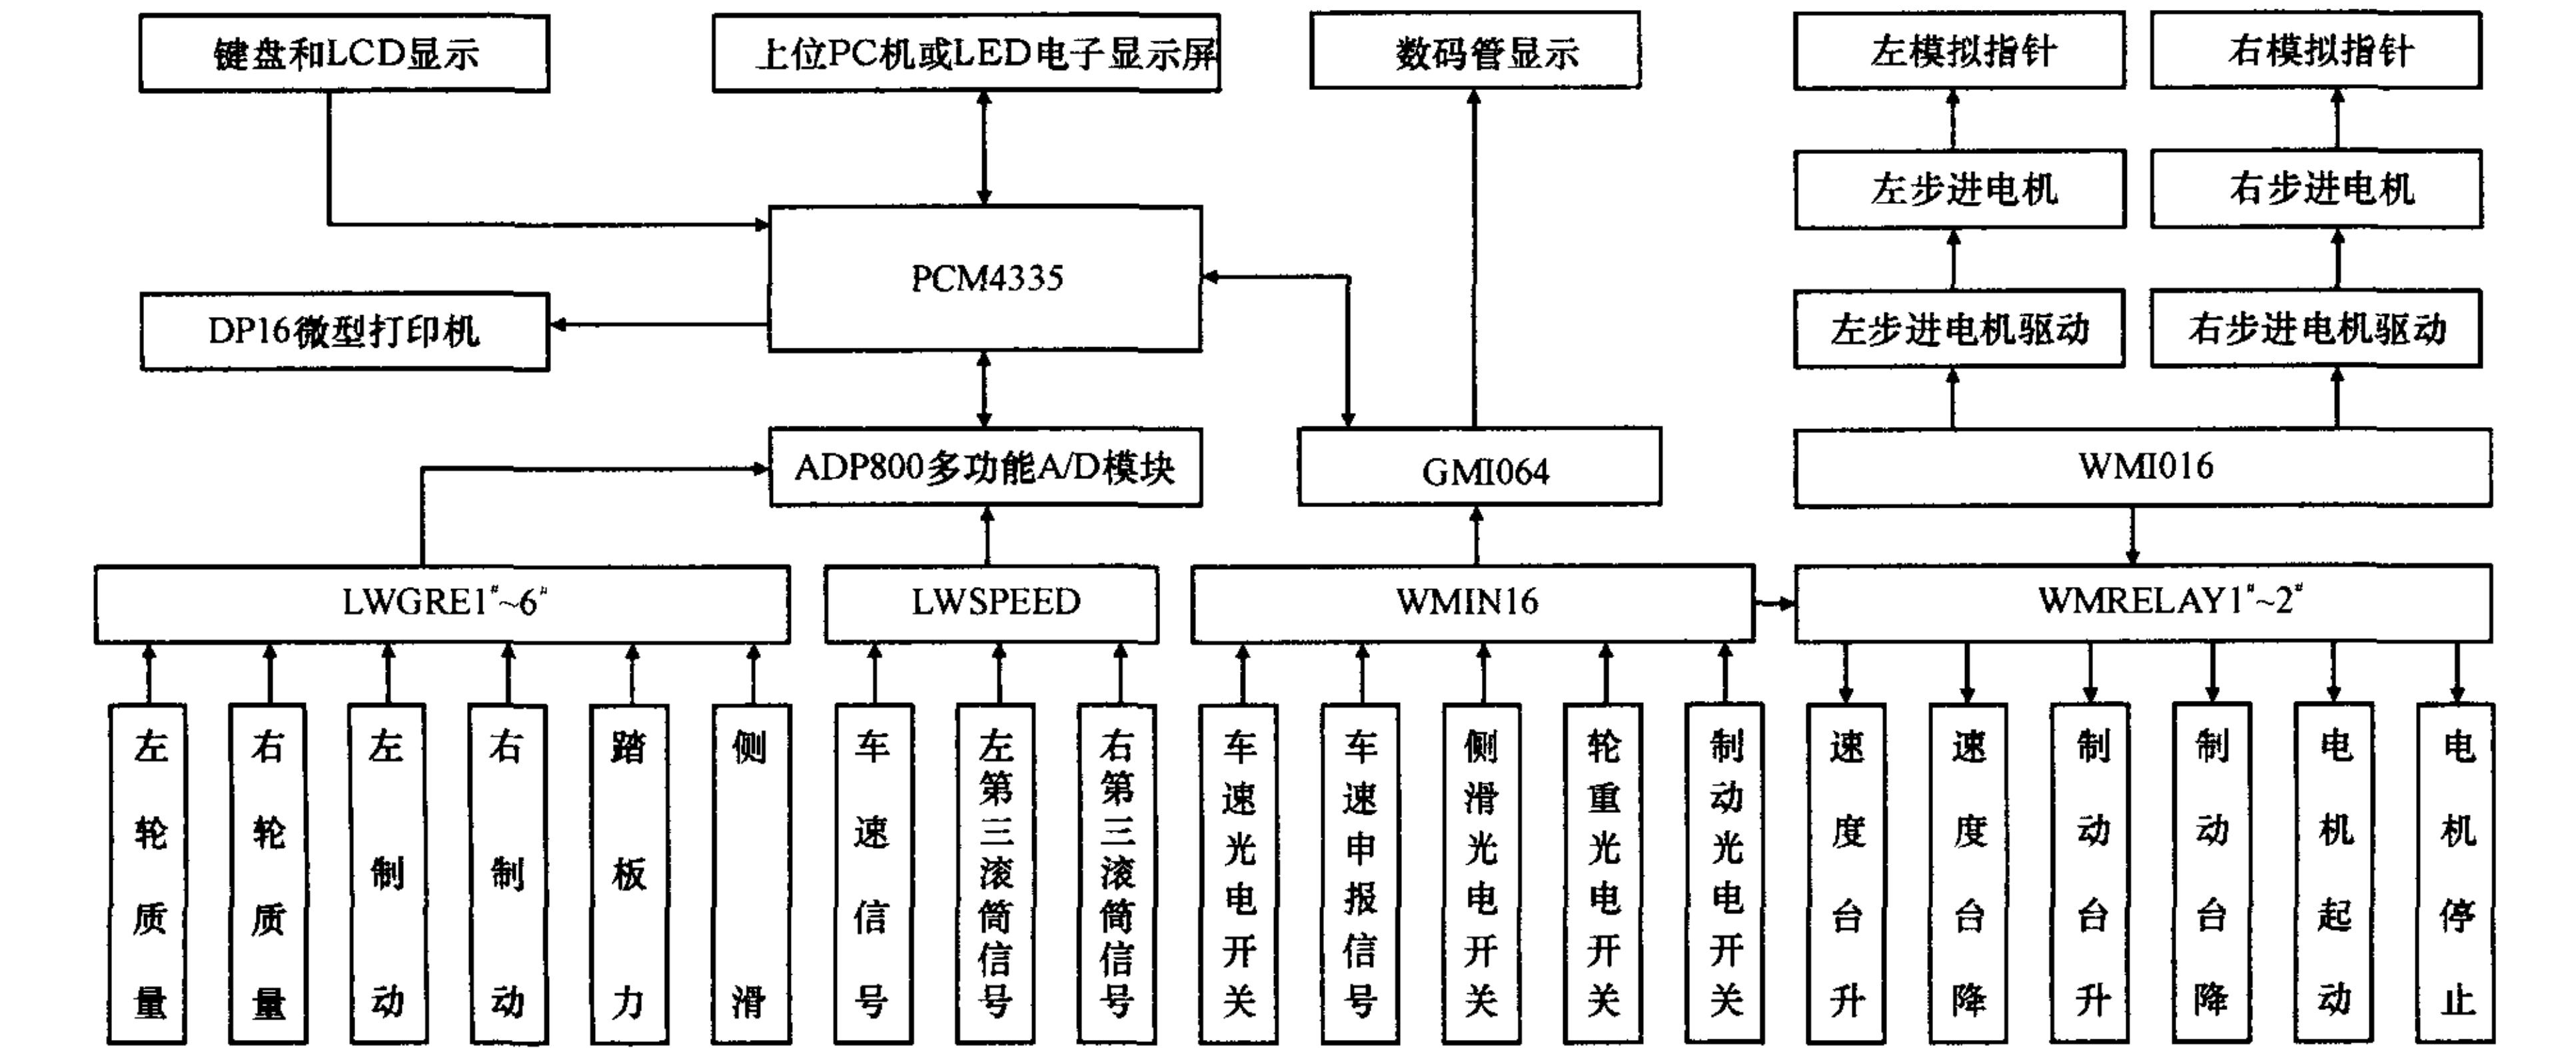 键盘和LCD显示
上位PC机或LED电子显示屏
数码管显示
左模拟指针
右模拟指针
左步进电机
右步进电机
PCM4335
DP16微型打印机
左步进电机驱动
右步进电机驱动
ADP800多功能A/D模块
GMI064
WMI016
LWGRE1#~6#
LWSPEED
WMIN16
WMRELAY1#~2#
左轮质量
右轮质量
左制动
右制动
踏板力
侧滑
车速信号
左第三滚筒信号
右第三滚筒信号
车速光电开关
车速申报信号
侧滑光电开关
轮重光电开关
制动光电开关
速度台升
速度台降
制动台升
制动台降
电机起动
电机停止